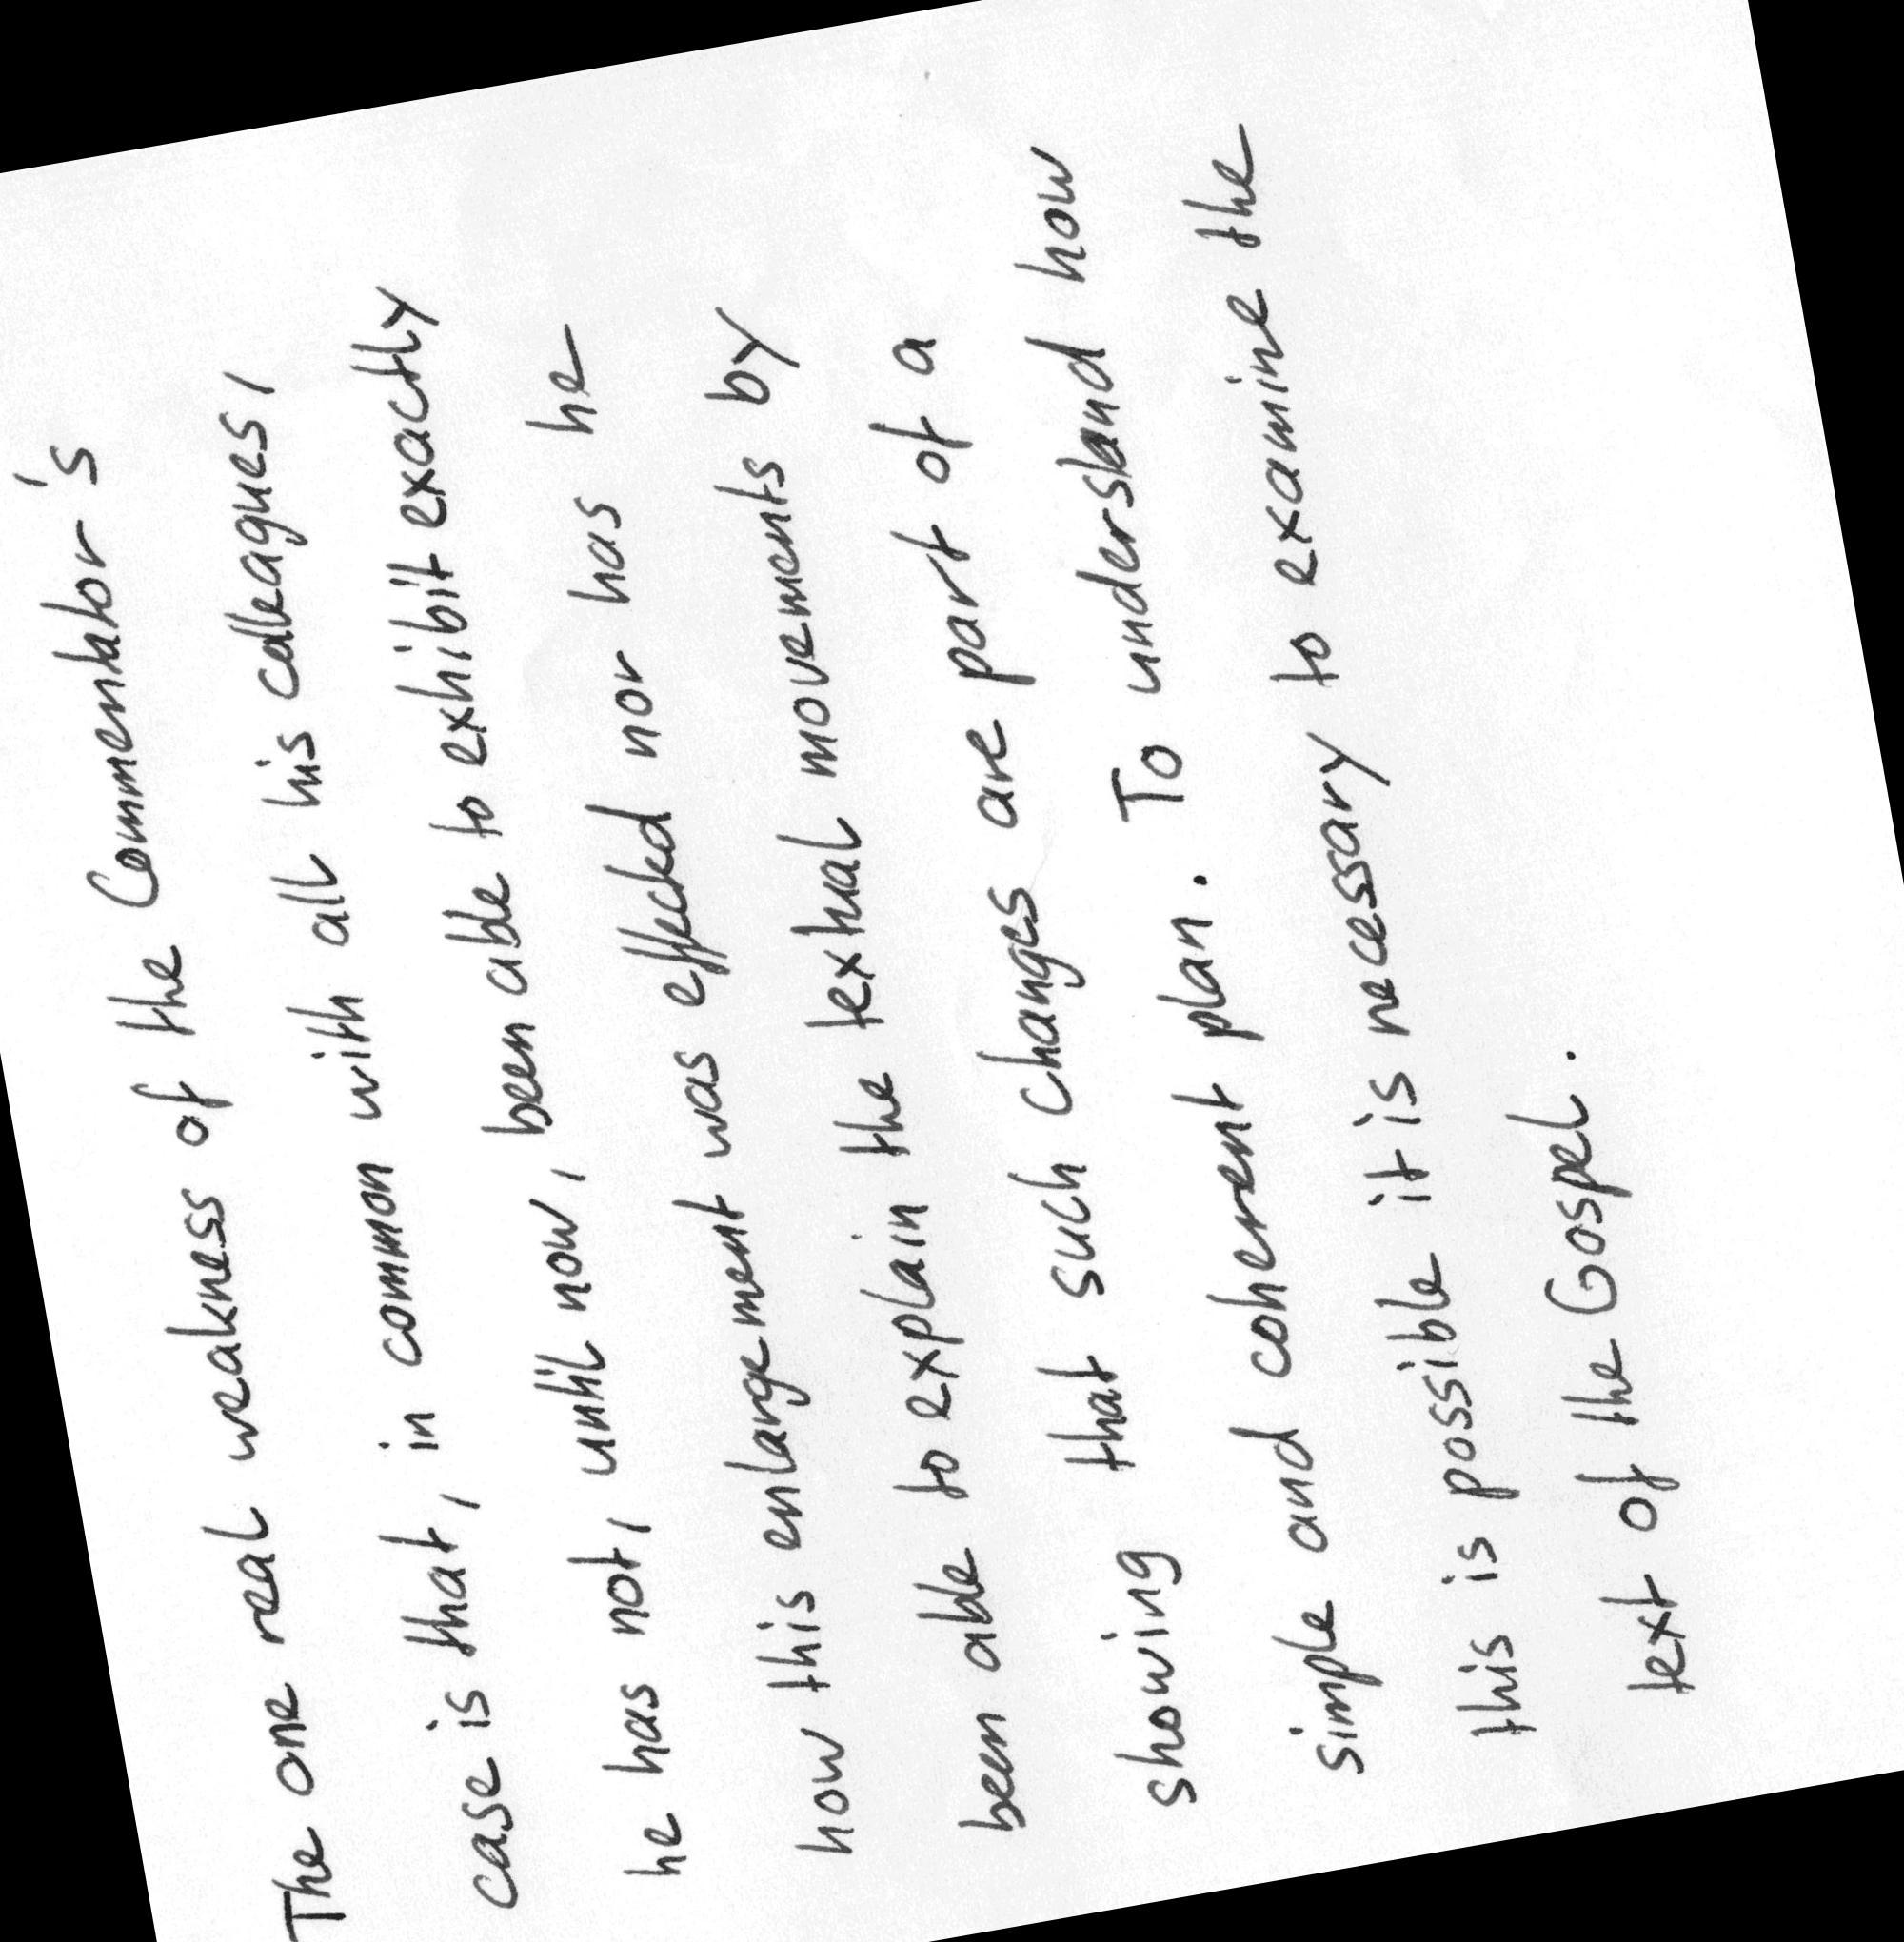 The one real weakness of the Commentator's
case is that, in common with all his colleagues,
he has not, until now, been able to exhibit exactly
how this enlargement was effected nor has he
been able to explain the textual movements by
showing that such changes are part of a
simple and coherent plan. To understand how
this is possible it is necessary to examine the
text of the Gospel.